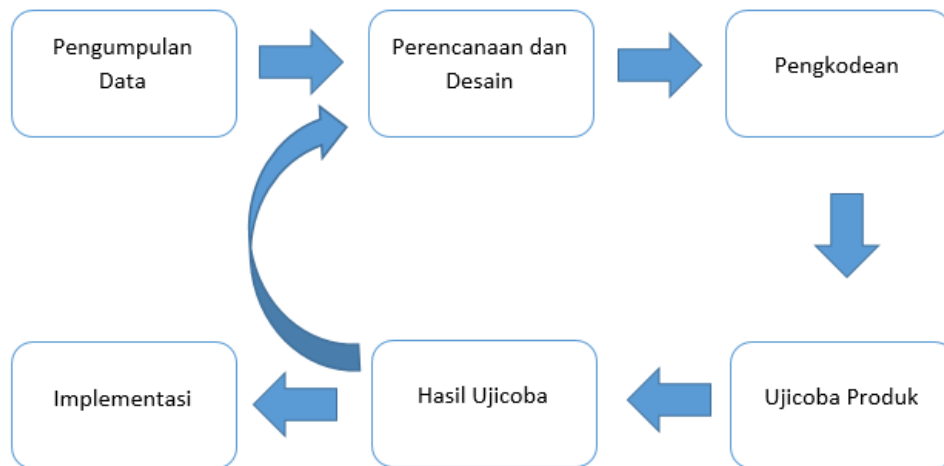 Pengumpulan
Data
Perencanaan dan
Desain
Pengkodean
Ujicoba Produk
Hasil Ujicoba
Implementasi